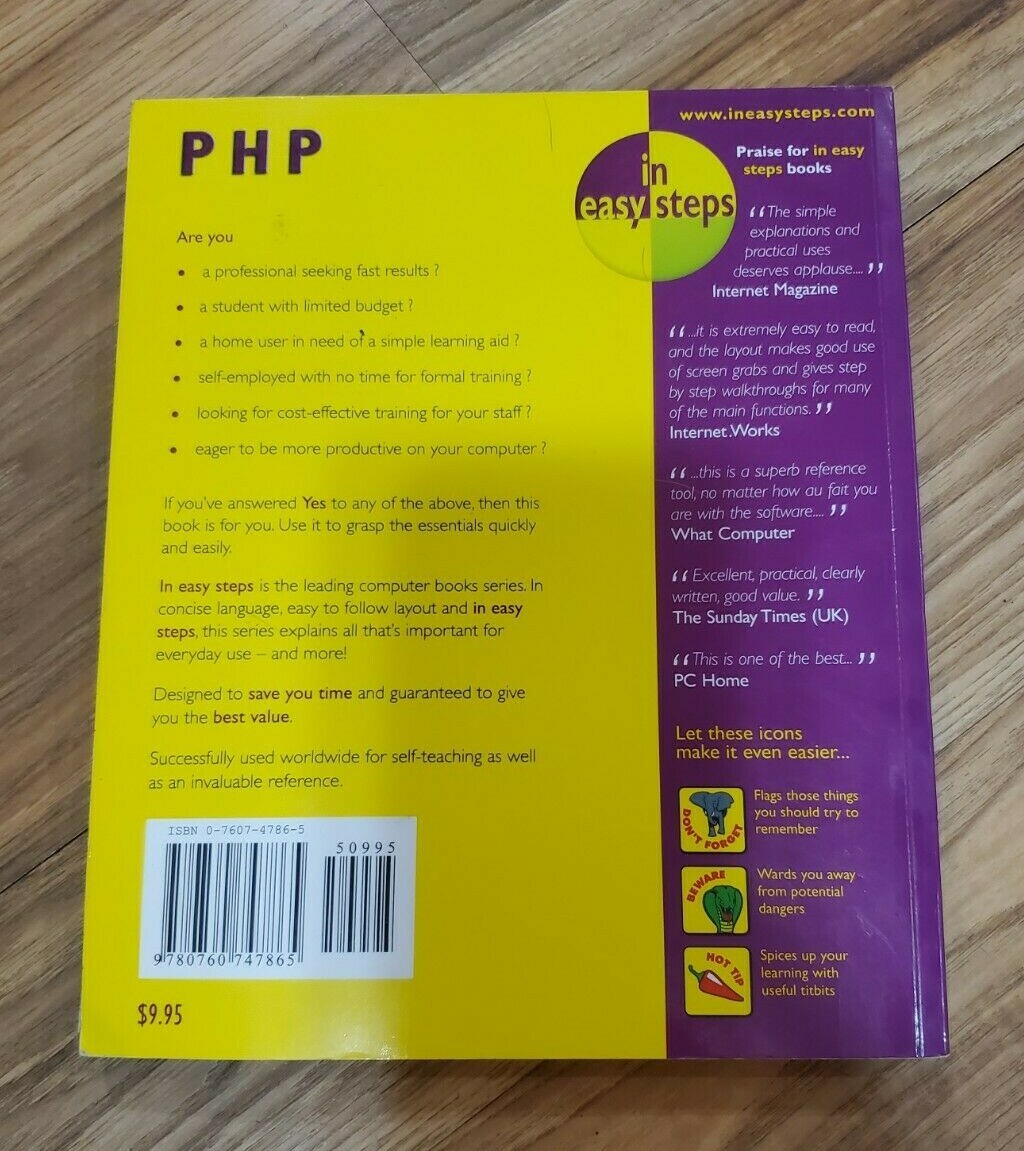 PHP
Are you
• a professional seeking fast results ?
• a student with limited budget ?
• a home user in need of a simple learning aid ?
• self-employed with no time for formal training ?
• looking for cost-effective training for your staff ?
• eager to be more productive on your computer ?
If you've answered Yes to any of the above, then this
book is for you. Use it to grasp the essentials quickly
and easily.
In easy steps is the leading computer books series. In
concise language, easy to follow layout and in easy
steps, this series explains all that's important for
everyday use – and more!
Designed to save you time and guaranteed to give
you the best value.
Successfully used worldwide for self-teaching as well
as an invaluable reference.
ISBN 0-7607-4786-5
50995
9 780760 747865
$9.95
in
easy steps
www.ineasysteps.com
Praise for in easy
steps books
“The simple
explanations and
practical uses
deserves applause.... ”
Internet Magazine
“...it is extremely easy to read,
and the layout makes good use
of screen grabs and gives step
by step walkthroughs for many
of the main functions. ”
Internet.Works
“...this is a superb reference
tool, no matter how au fait you
are with the software.... ”
What Computer
“Excellent, practical, clearly
written, good value. ”
The Sunday Times (UK)
“This is one of the best... ”
PC Home
Let these icons
make it even easier...
DON'T FORGET
Flags those things
you should try to
remember
BEWARE
Wards you away
from potential
dangers
HOT TIP
Spices up your
learning with
useful titbits